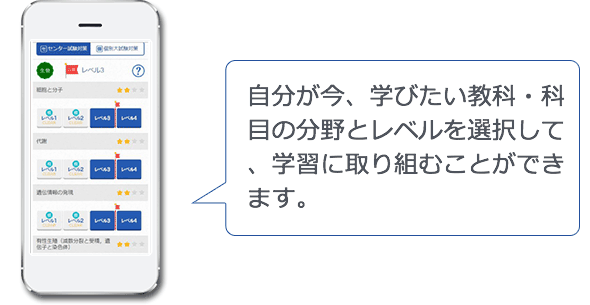 センター試験対策 個別大試験対策
生物 レベル3 ?
細胞と分子
レベル1 レベル2 レベル3 レベル4
代謝
レベル1 レベル2 レベル3 レベル4
遺伝情報の発現
レベル1 レベル2 レベル3 レベル4
有性生殖（減数分裂と受精、遺
伝子と染色体）
自分が今、学びたい教科・科
目の分野とレベルを選択して
、学習に取り組むことができ
ます。